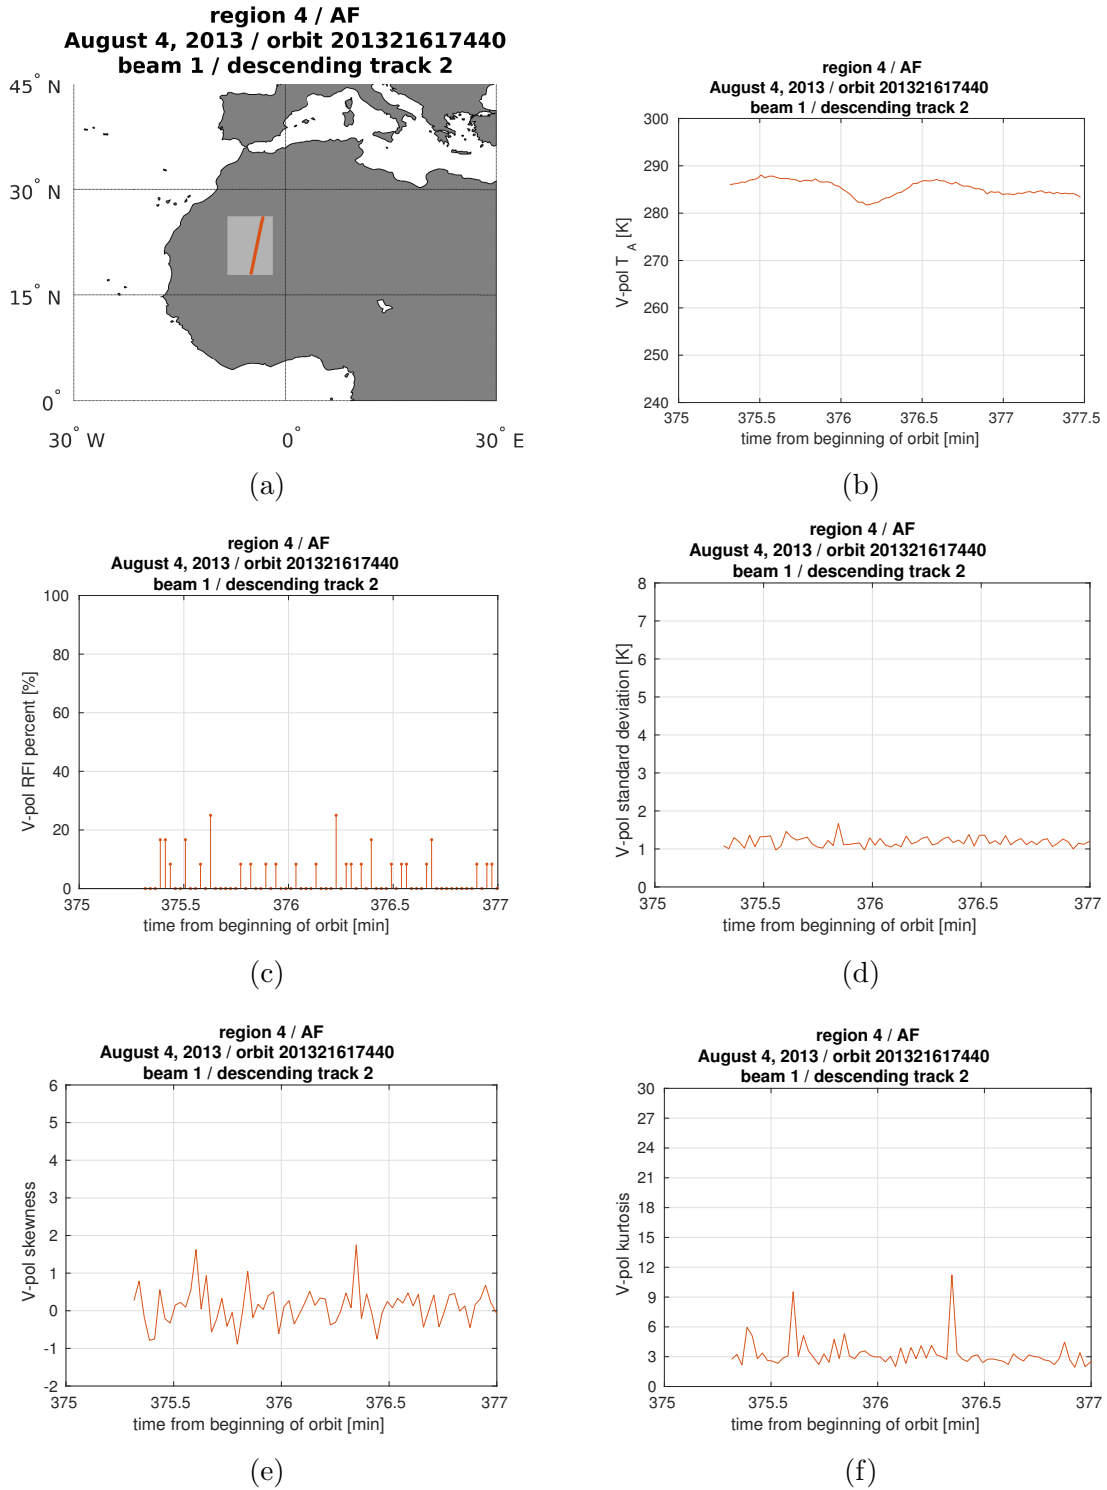 region 4 / AF
August 4, 2013 / orbit 201321617440
beam 1 / descending track 2
45° N
30° N
15° N
0°
30° W
0°
30° E
(a)
region 4 / AF
August 4, 2013 / orbit 201321617440
beam 1 / descending track 2
V-pol T_A [K]
300
290
280
270
260
250
240
375
375.5
376
376.5
377
377.5
time from beginning of orbit [min]
(b)
region 4 / AF
August 4, 2013 / orbit 201321617440
beam 1 / descending track 2
V-pol RFI percent [%]
100
80
60
40
20
0
375
375.5
376
376.5
377
time from beginning of orbit [min]
(c)
region 4 / AF
August 4, 2013 / orbit 201321617440
beam 1 / descending track 2
V-pol standard deviation [K]
8
7
6
5
4
3
2
1
0
375
375.5
376
376.5
377
time from beginning of orbit [min]
(d)
region 4 / AF
August 4, 2013 / orbit 201321617440
beam 1 / descending track 2
V-pol skewness
6
5
4
3
2
1
0
-1
-2
375
375.5
376
376.5
377
time from beginning of orbit [min]
(e)
region 4 / AF
August 4, 2013 / orbit 201321617440
beam 1 / descending track 2
V-pol kurtosis
30
27
24
21
18
15
12
9
6
3
0
375
375.5
376
376.5
377
time from beginning of orbit [min]
(f)